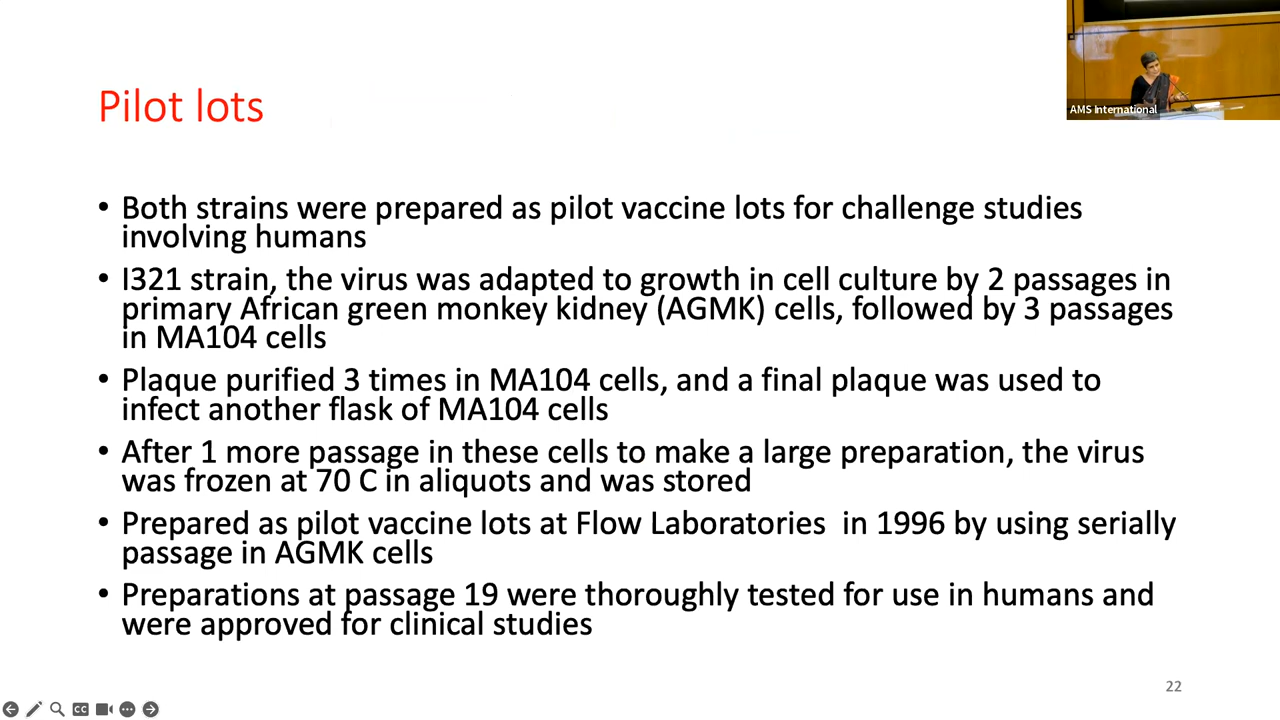 AMS International
Pilot lots
• Both strains were prepared as pilot vaccine lots for challenge studies
involving humans
• I321 strain, the virus was adapted to growth in cell culture by 2 passages in
primary African green monkey kidney (AGMK) cells, followed by 3 passages
in MA104 cells
• Plaque purified 3 times in MA104 cells, and a final plaque was used to
infect another flask of MA104 cells
• After 1 more passage in these cells to make a large preparation, the virus
was frozen at 70 C in aliquots and was stored
• Prepared as pilot vaccine lots at Flow Laboratories  in 1996 by using serially
passage in AGMK cells
• Preparations at passage 19 were thoroughly tested for use in humans and
were approved for clinical studies
22
CC